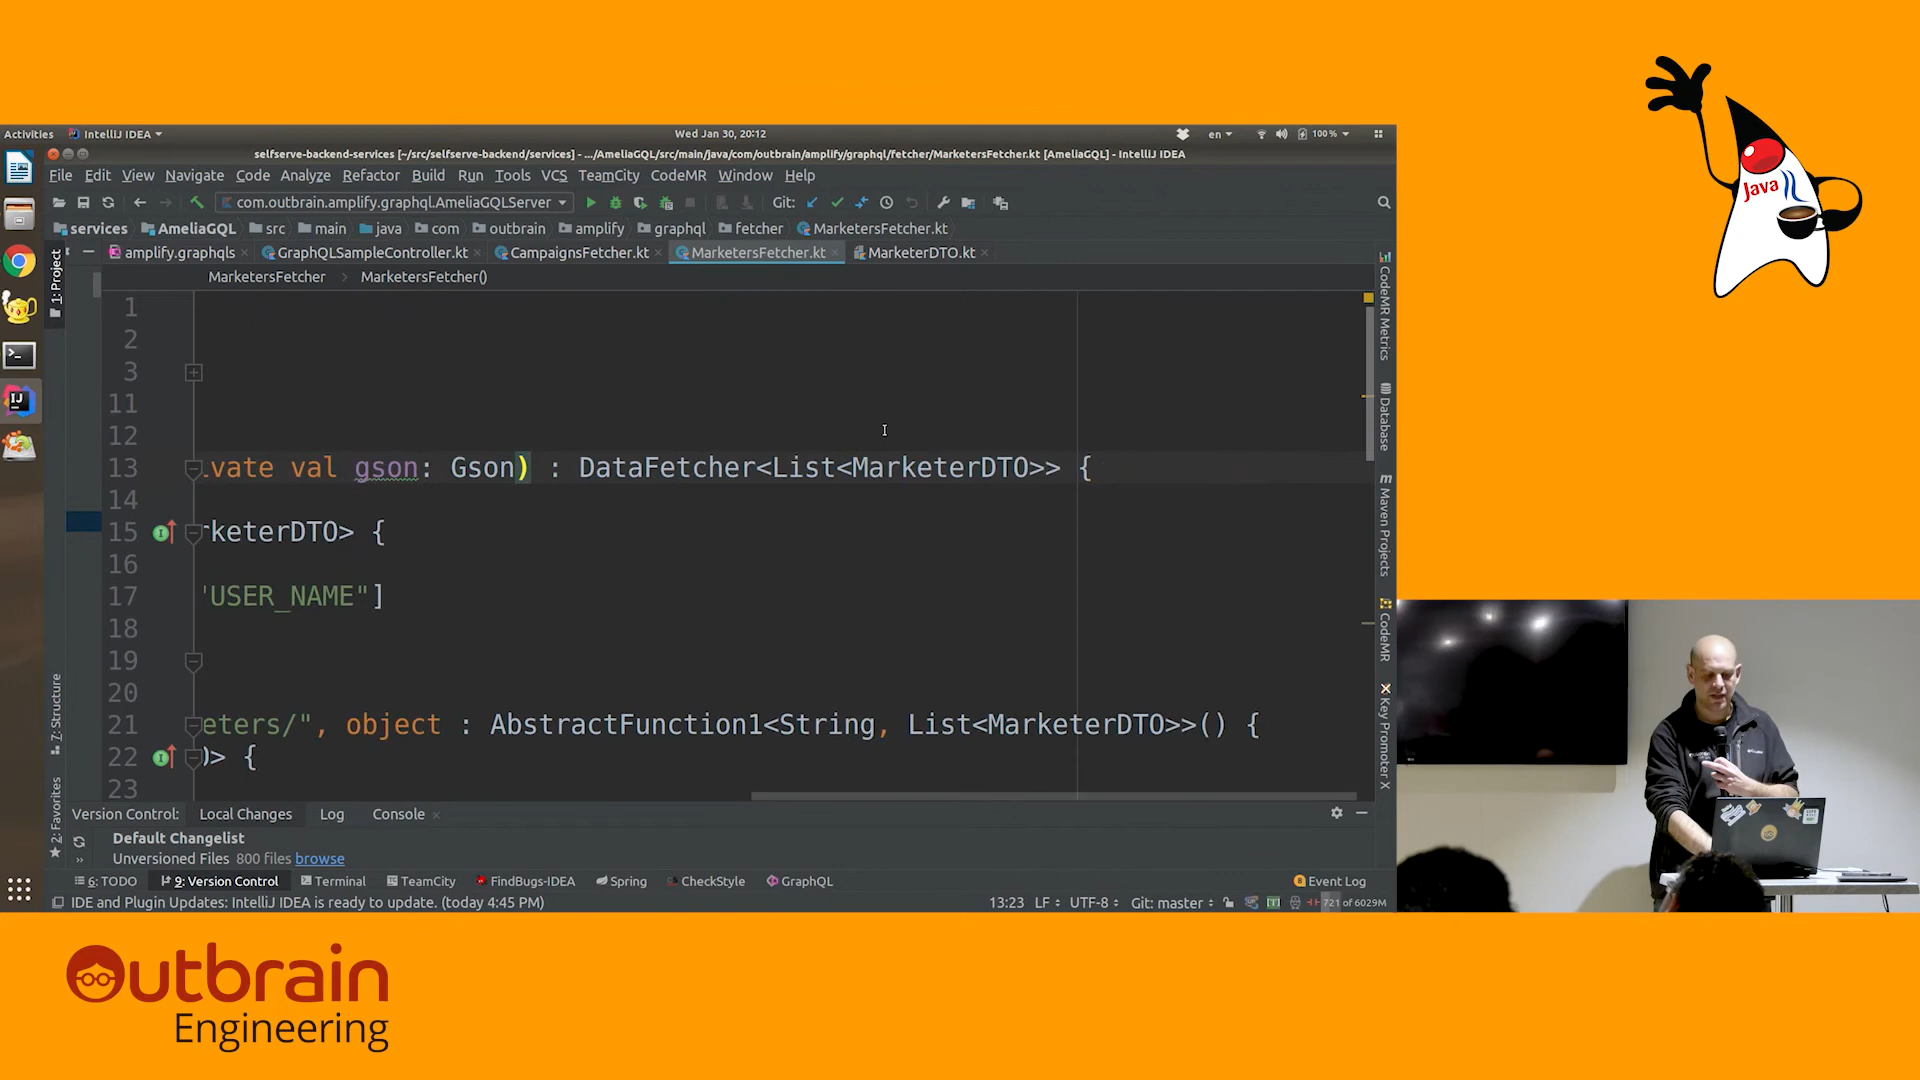 Activities IntelliJ IDEA Wed Jan 30, 20:12 en 100%
selfserve-backend-services [~/src/selfserve-backend/services] - .../AmeliaGQL/src/main/java/com/outbrain/amplify/graphql/fetcher/MarketersFetcher.kt [AmeliaGQL] - IntelliJ IDEA
File Edit View Navigate Code Analyze Refactor Build Run Tools VCS TeamCity CodeMR Window Help
com.outbrain.amplify.graphql.AmeliaGQLServer Git:
services AmeliaGQL src main java com outbrain amplify graphql fetcher MarketersFetcher.kt
amplify.graphqls GraphQLSampleController.kt CampaignsFetcher.kt MarketersFetcher.kt MarketerDTO.kt
MarketersFetcher MarketersFetcher()
1
2
3
11
12
13 ivate val gson: Gson) : DataFetcher<List<MarketerDTO>> {
14
15 rketerDTO> {
16
17 "USER_NAME"]
18
19
20
21 eters/", object : AbstractFunction1<String, List<MarketerDTO>>() {
22 )> {
23
1: Project
7: Structure
2: Favorites
CodeMR Metrics
Database
Maven Projects
CodeMR
Key Promoter X
Version Control: Local Changes Log Console
Default Changelist
Unversioned Files 800 files browse
6: TODO 9: Version Control Terminal TeamCity FindBugs-IDEA Spring CheckStyle GraphQL Event Log
IDE and Plugin Updates: IntelliJ IDEA is ready to update. (today 4:45 PM) 13:23 LF UTF-8 Git: master 721 of 6029M
Java
Outbrain
Engineering